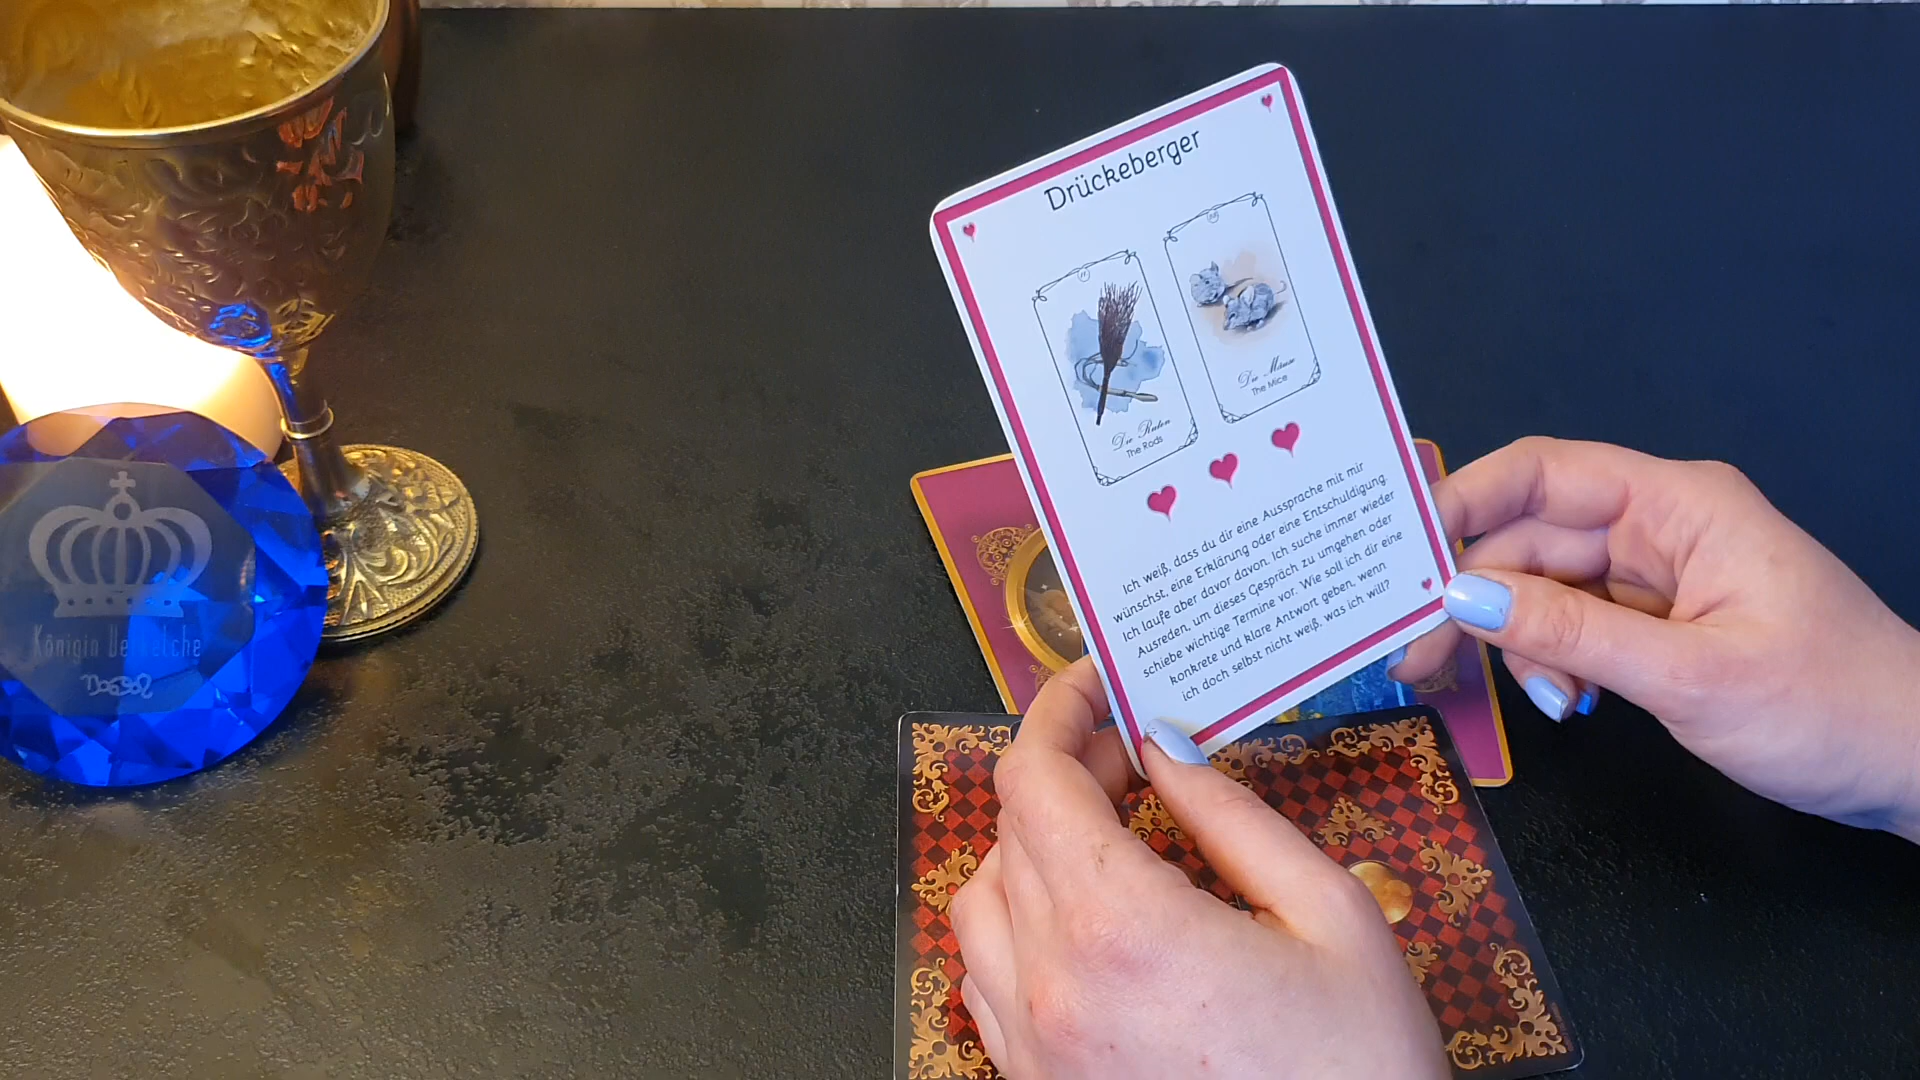 Drückeberger
11
Die Ruten
The Rods
Die Mäuse
The Mice
Ich weiß, dass du dir eine Aussprache mit mir
wünschst, eine Erklärung oder eine Entschuldigung.
Ich laufe aber davor davon. Ich suche immer wieder
Ausreden, um dieses Gespräch zu umgehen oder
schiebe wichtige Termine vor. Wie soll ich dir eine
konkrete und klare Antwort geben, wenn
ich doch selbst nicht weiß, was ich will?
Königin